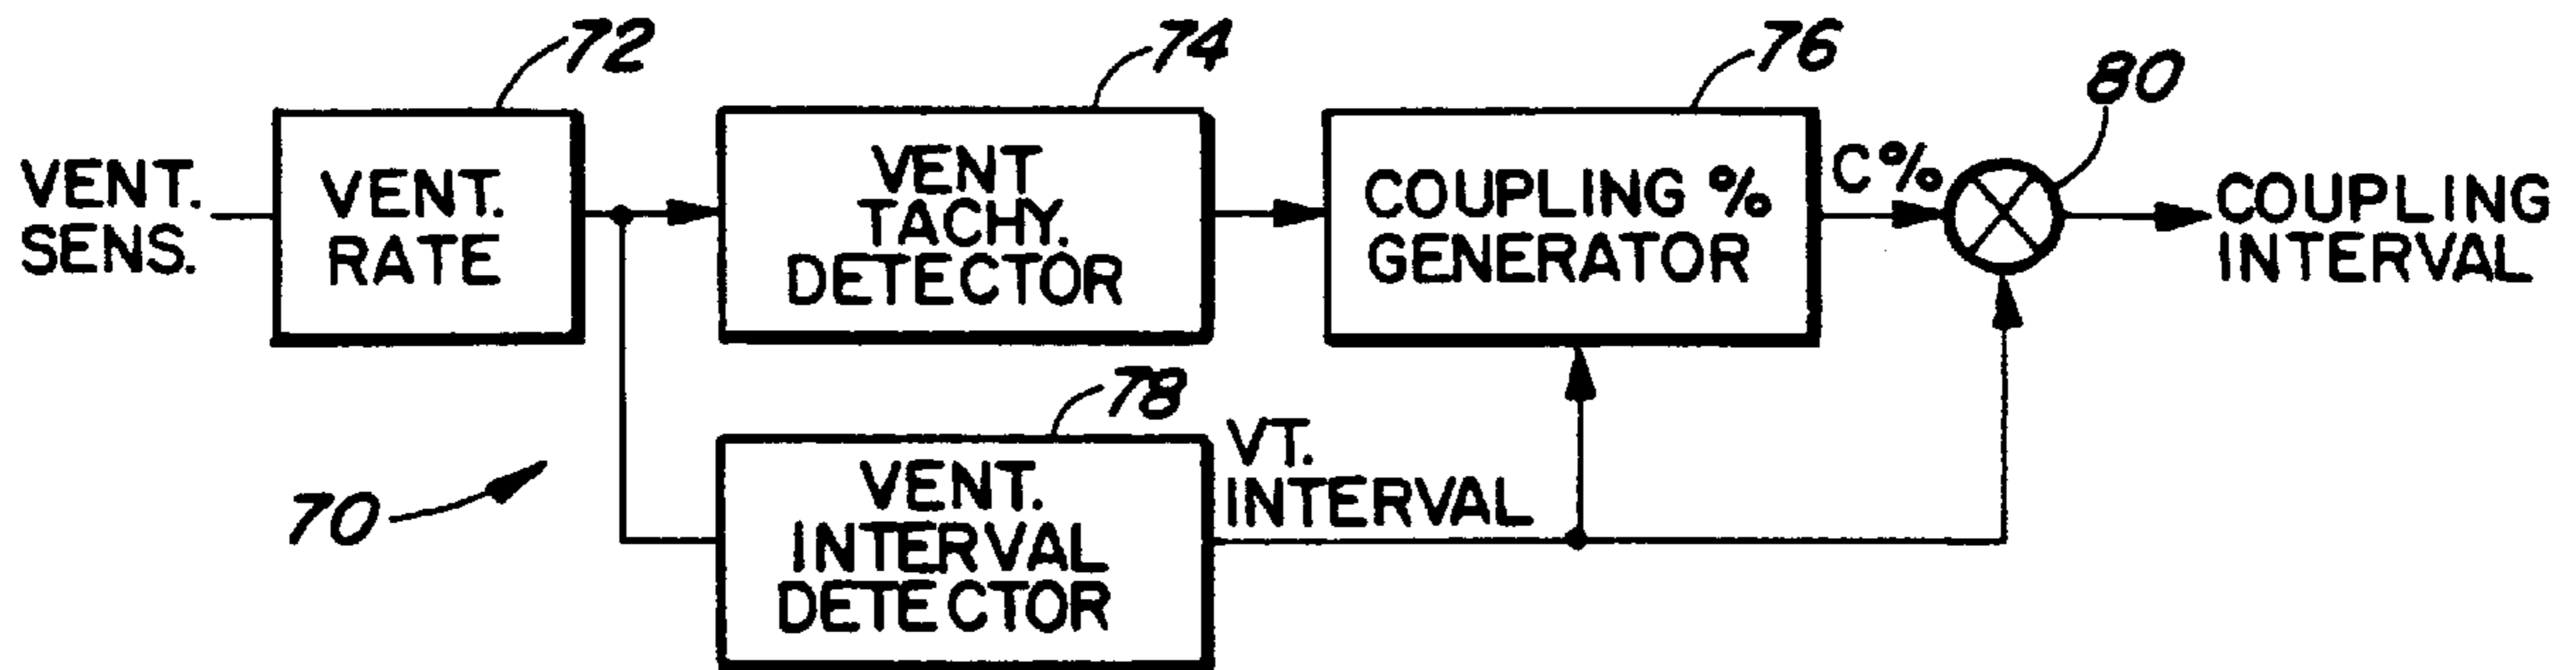 72
74
76
80
VENT.
SENS.
VENT.
RATE
VENT
TACHY.
DETECTOR
COUPLING %
GENERATOR
C%
COUPLING
INTERVAL
70
78
VENT.
INTERVAL
DETECTOR
VT.
INTERVAL